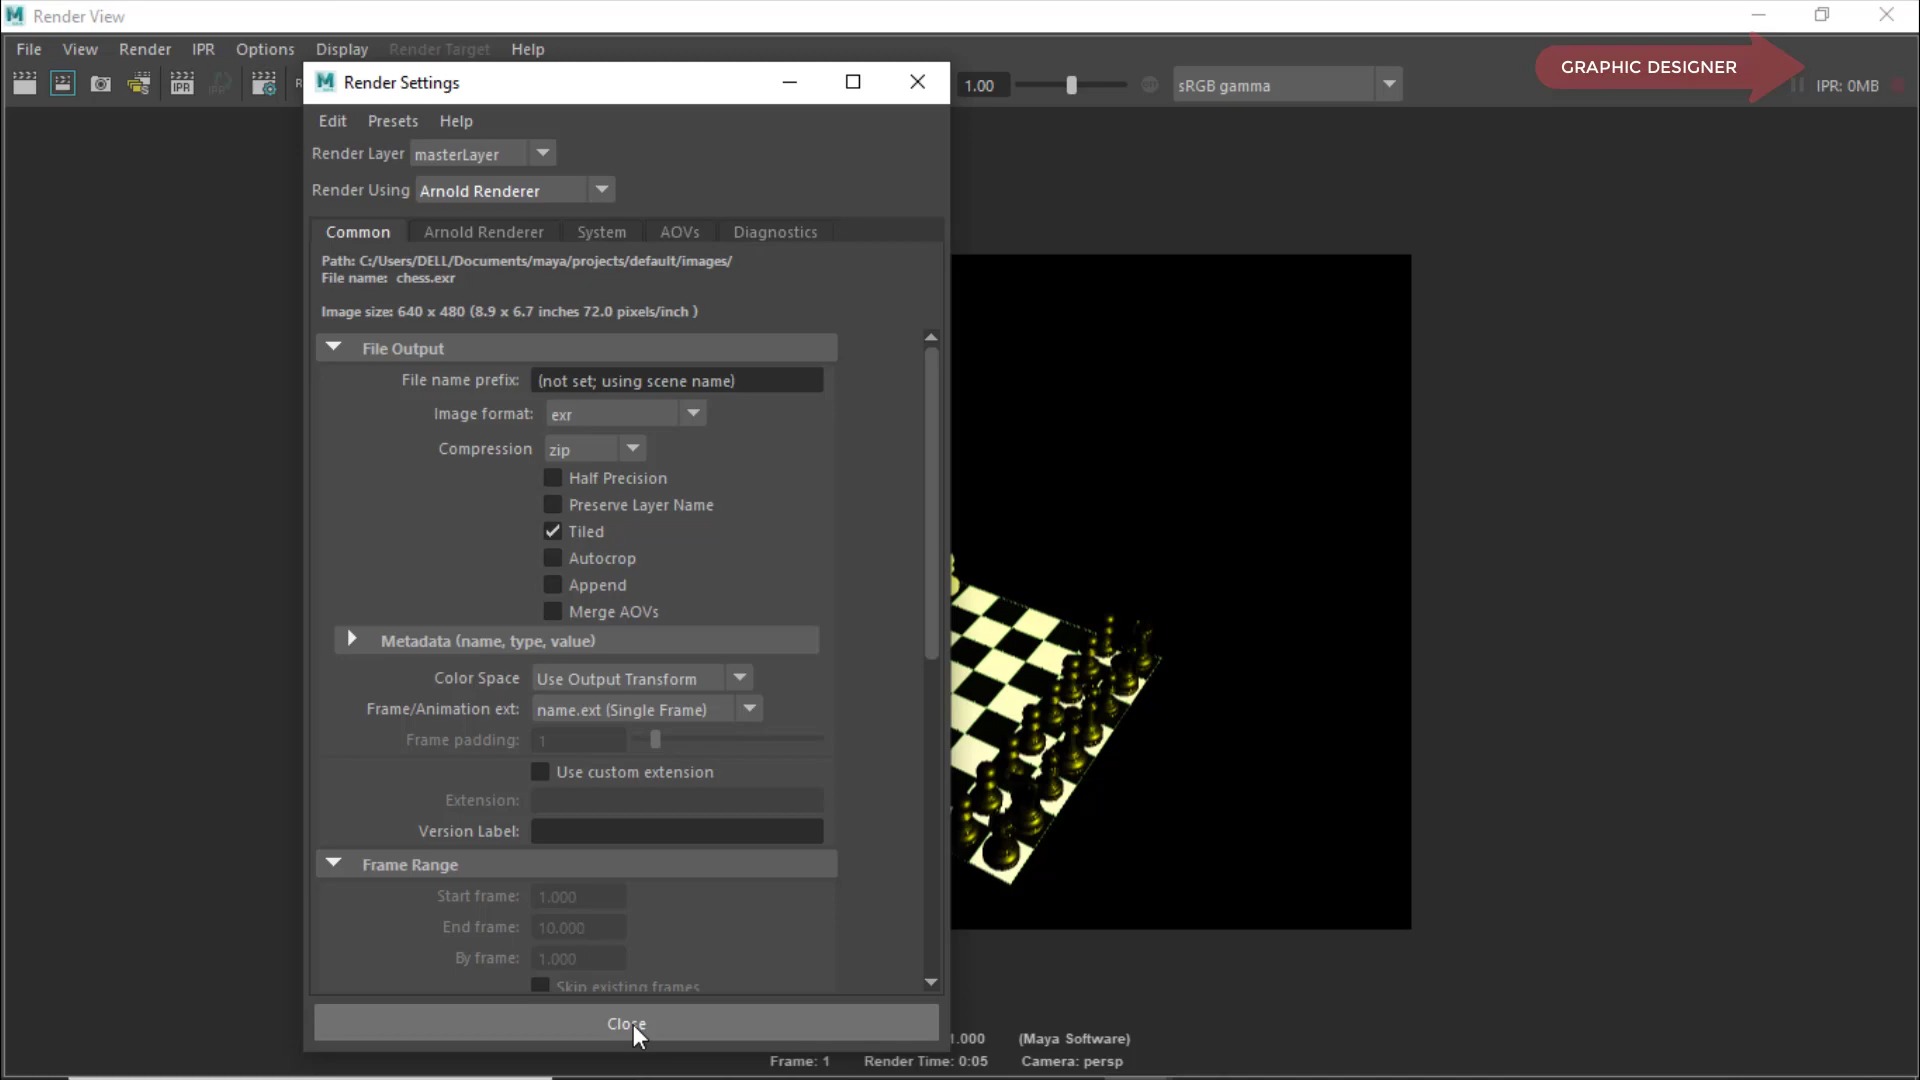 Render View
File View Render IPR Options Display Render Target Help
GRAPHIC DESIGNER
IPR
1.00
sRGB gamma
IPR: 0MB
Render Settings
Edit Presets Help
Render Layer masterLayer
Render Using Arnold Renderer
Common Arnold Renderer System AOVs Diagnostics
Path: C:/Users/DELL/Documents/maya/projects/default/images/
File name: chess.exr
Image size: 640 x 480 (8.9 x 6.7 inches 72.0 pixels/inch )
File Output
File name prefix: (not set; using scene name)
Image format: exr
Compression zip
Half Precision
Preserve Layer Name
Tiled
Autocrop
Append
Merge AOVs
Metadata (name, type, value)
Color Space Use Output Transform
Frame/Animation ext: name.ext (Single Frame)
Frame padding: 1
Use custom extension
Extension:
Version Label:
Frame Range
Start frame: 1.000
End frame: 10.000
By frame: 1.000
Skip existing frames
Close
.000 (Maya Software)
Frame: 1 Render Time: 0:05 Camera: persp